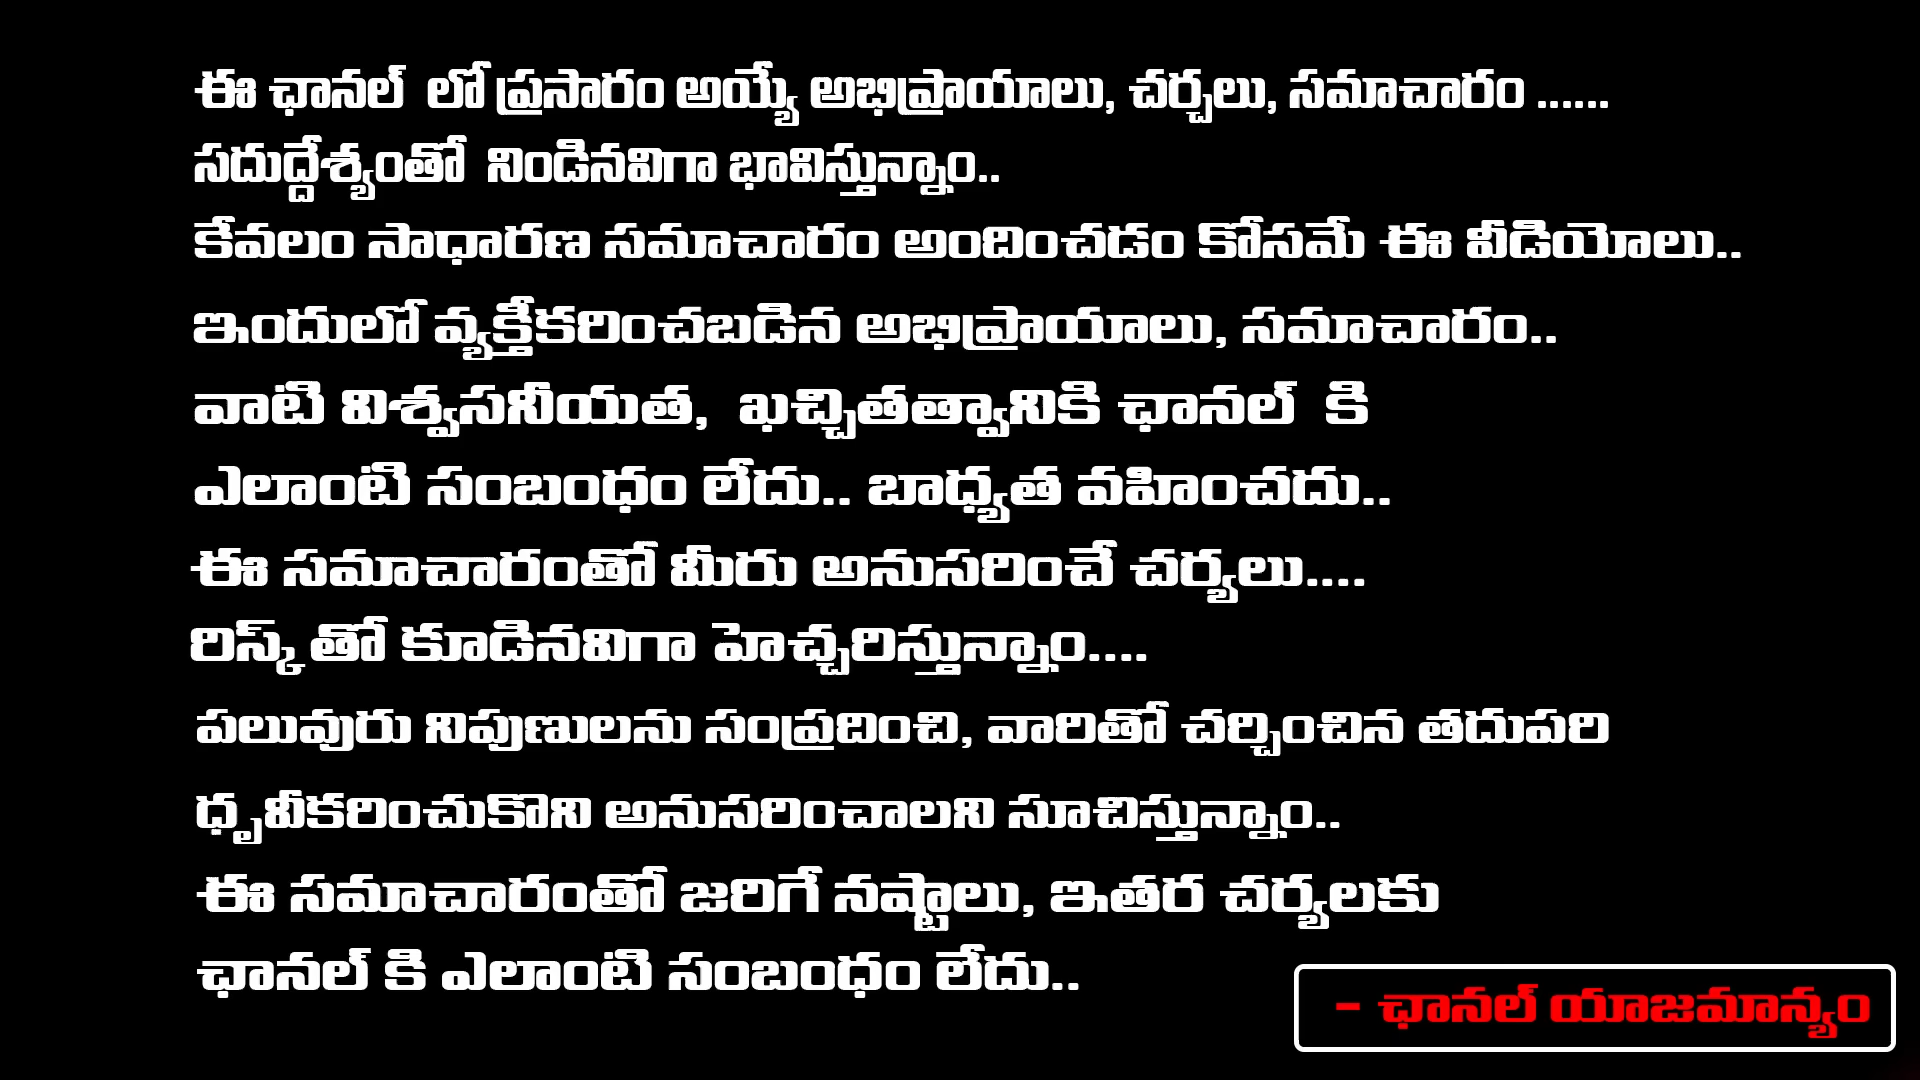 ఈ ఛానల్ లో ప్రసారం అయ్యే అభిప్రాయాలు, చర్చలు, సమాచారం ......
సదుద్దేశ్యంతో నిండినవిగా భావిస్తున్నాం..
కేవలం సాధారణ సమాచారం అందించడం కోసమే ఈ వీడియోలు..
ఇందులో వ్యక్తీకరించబడిన అభిప్రాయాలు, సమాచారం..
వాటి విశ్వసనీయత, ఖచ్చితత్వానికి ఛానల్ కి
ఎలాంటి సంబంధం లేదు.. బాధ్యత వహించదు..
ఈ సమాచారంతో మీరు అనుసరించే చర్యలు....
రిస్క్ తో కూడినవిగా హెచ్చరిస్తున్నాం....
పలువురు నిపుణులను సంప్రదించి, వారితో చర్చించిన తదుపరి
ధృవీకరించుకొని అనుసరించాలని సూచిస్తున్నాం..
ఈ సమాచారంతో జరిగే నష్టాలు, ఇతర చర్యలకు
ఛానల్ కి ఎలాంటి సంబంధం లేదు..
- ఛానల్ యాజమాన్యం